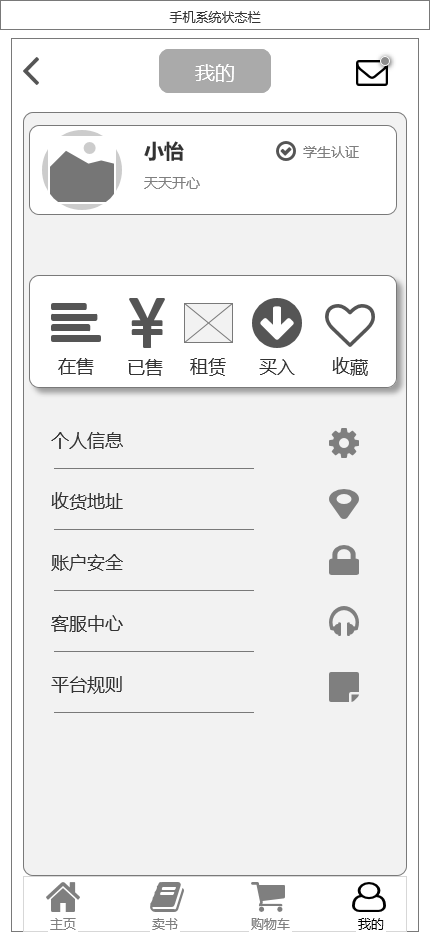 手机系统状态栏
我的
小怡
学生认证
天天开心
在售 已售 租赁 买入 收藏
个人信息
收货地址
账户安全
客服中心
平台规则
主页 卖书 购物车 我的